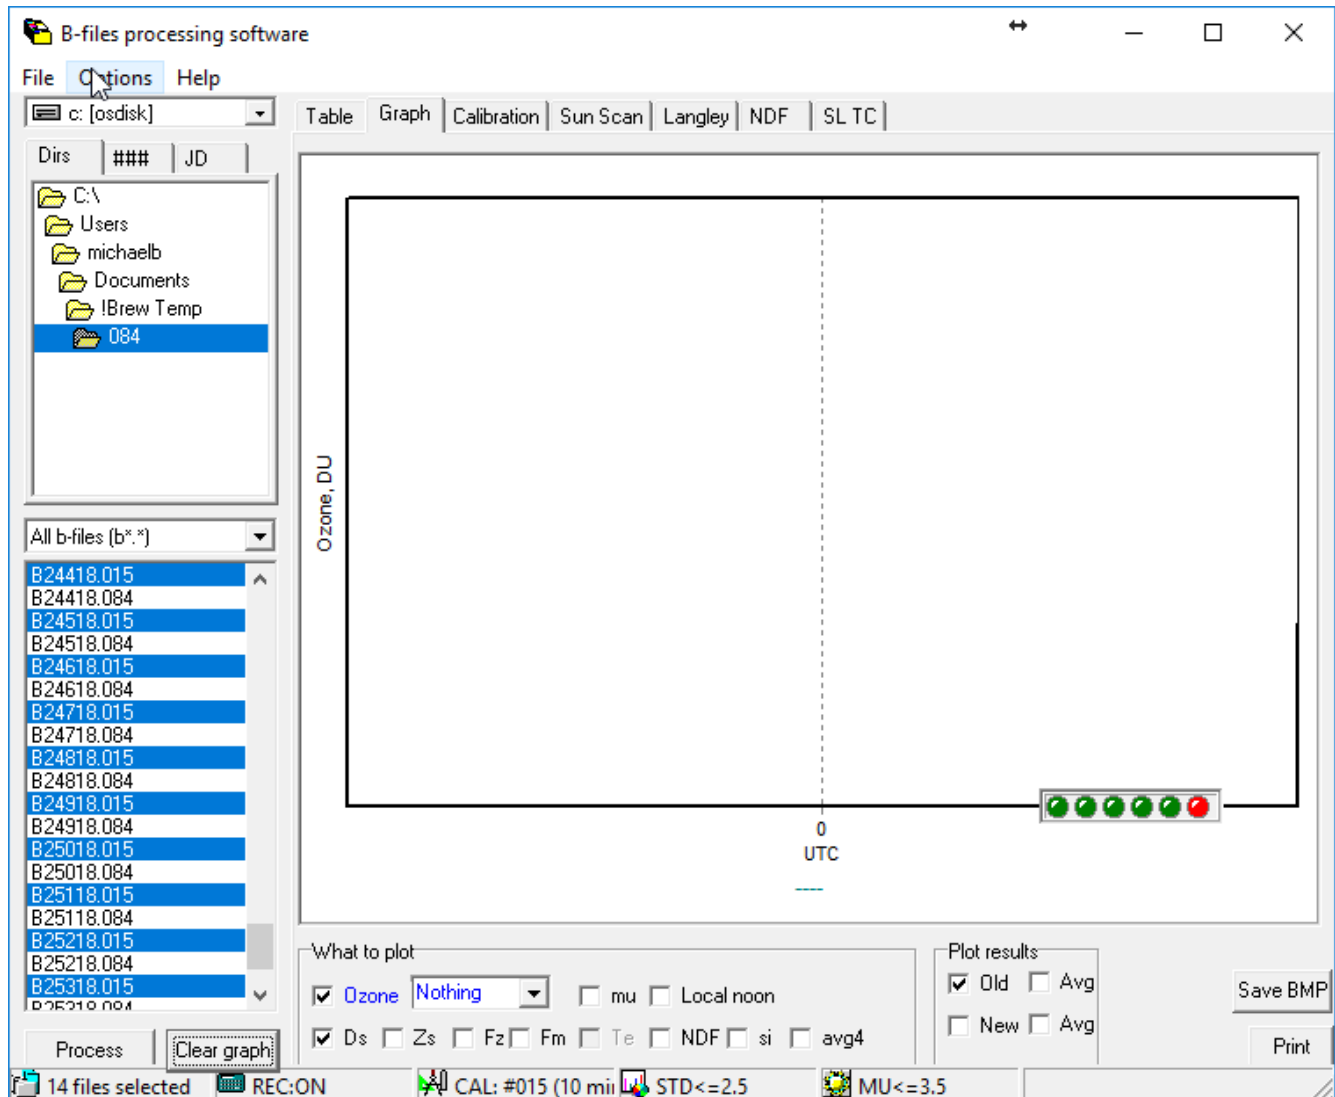 B-files processing software
File Options Help
c: [osdisk]
Table Graph Calibration Sun Scan Langley NDF SL TC
Dirs ### JD
C:\
Users
michaelb
Documents
!Brew Temp
084
Ozone, DU
All b-files (b*.*)
B24418.015
B24418.084
B24518.015
B24518.084
B24618.015
B24618.084
B24718.015
B24718.084
B24818.015
B24818.084
B24918.015
B24918.084
B25018.015
B25018.084
B25118.015
B25118.084
B25218.015
B25218.084
B25318.015
B25318.084
0
UTC
What to plot
Ozone Nothing mu Local noon
Ds Zs Fz Fm Te NDF si avg4
Plot results
Old Avg
New Avg
Save BMP
Print
Process Clear graph
14 files selected REC:ON CAL: #015 (10 mi STD<=2.5 MU<=3.5